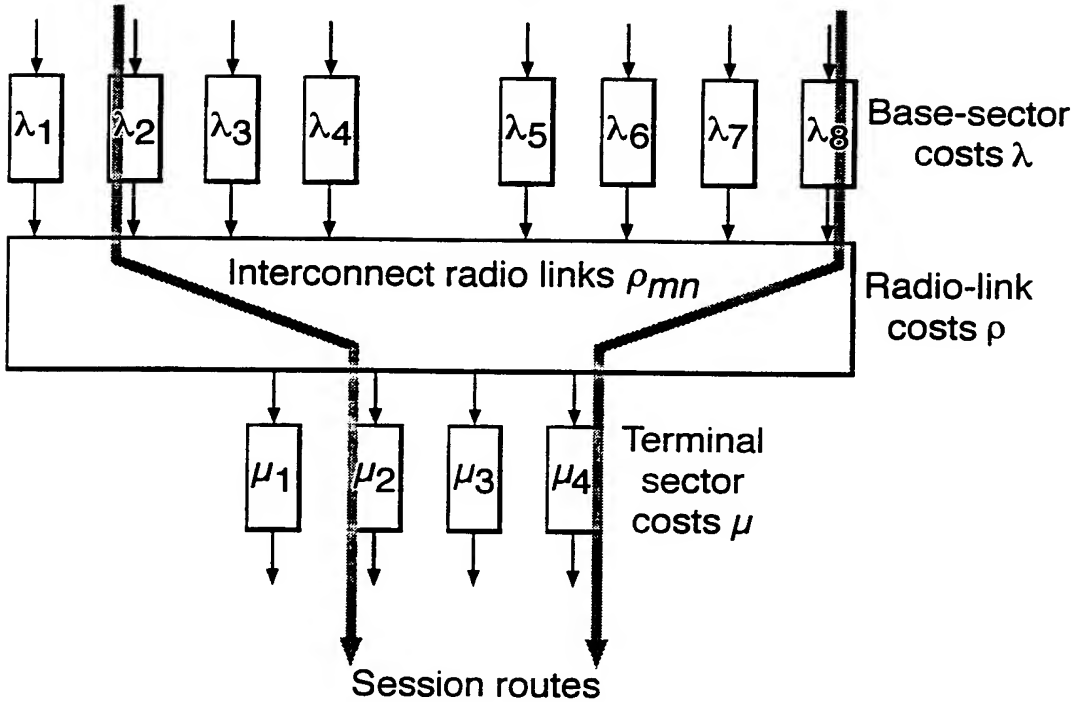 λ1 λ2 λ3 λ4 λ5 λ6 λ7 λ8
Base-sector
costs λ
Interconnect radio links ρmn
Radio-link
costs ρ
μ1 μ2 μ3 μ4
Terminal
sector
costs μ
Session routes